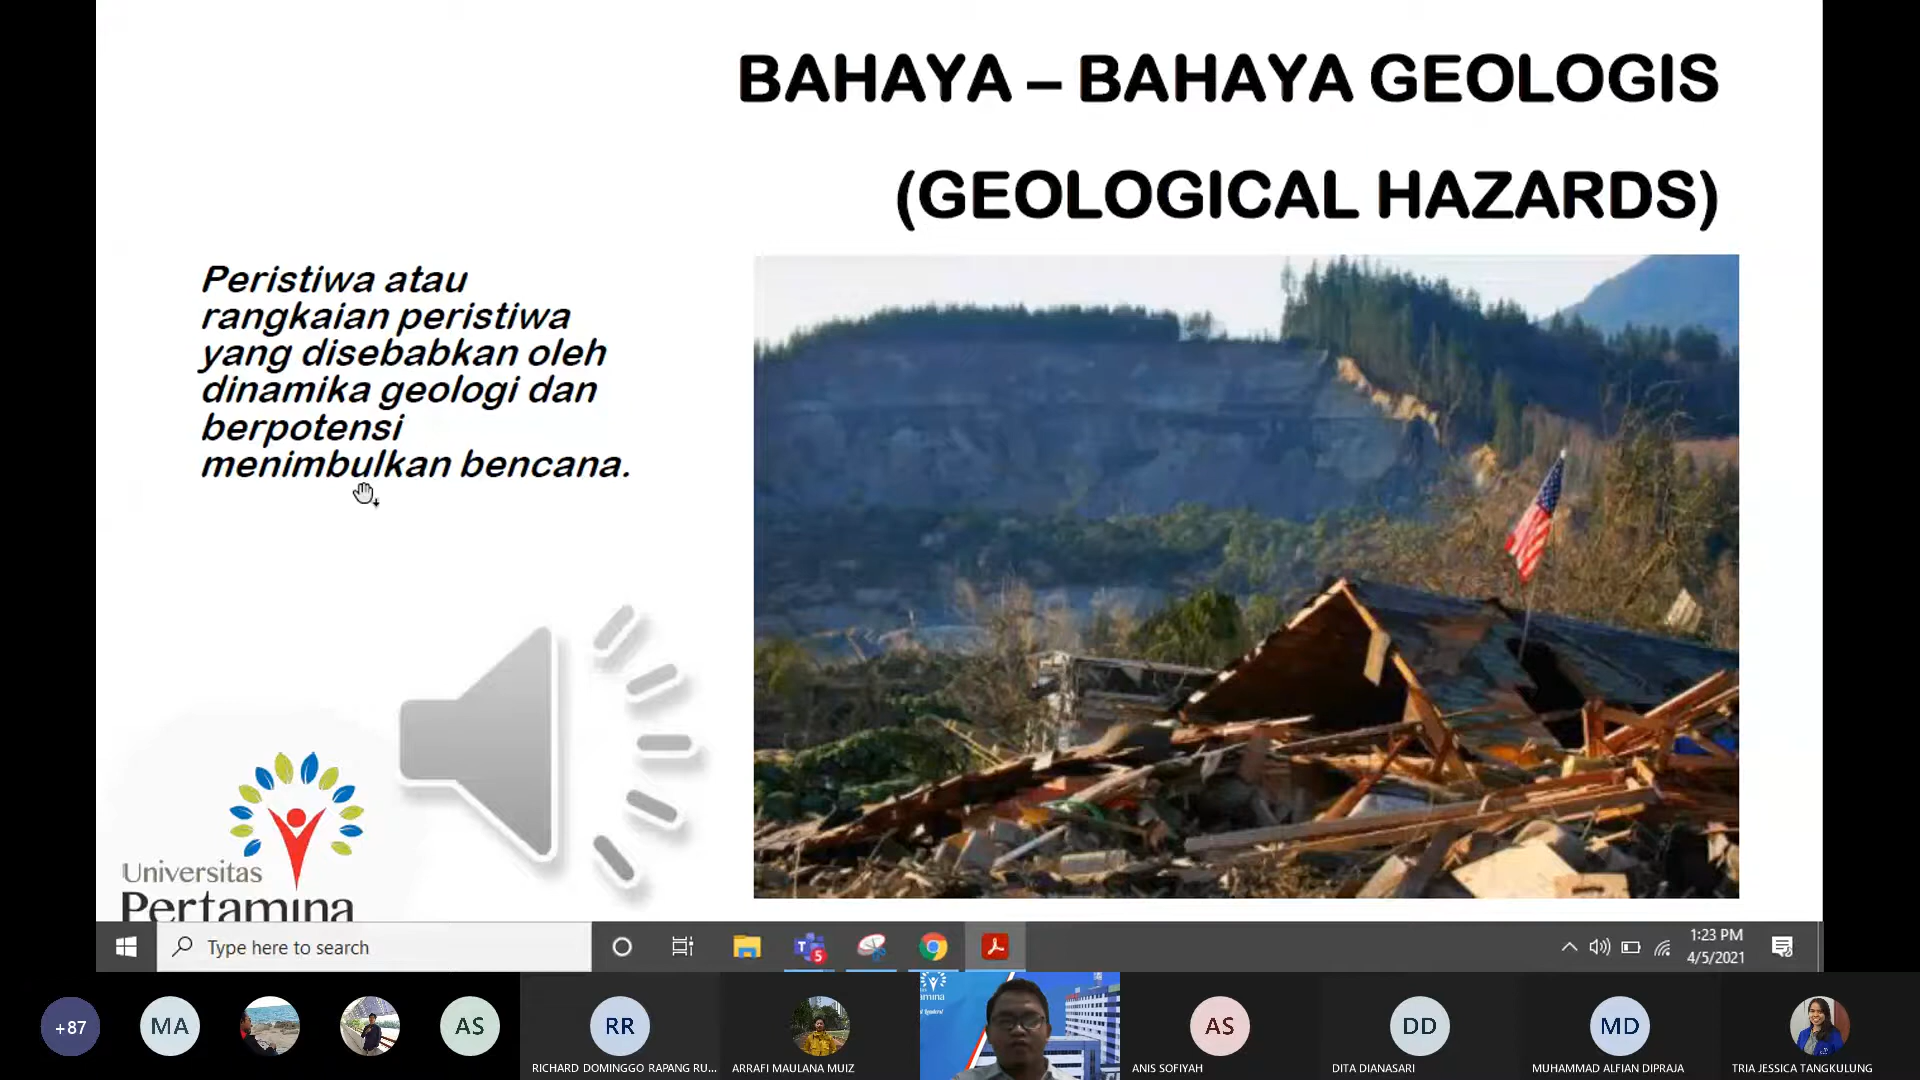 BAHAYA – BAHAYA GEOLOGIS
(GEOLOGICAL HAZARDS)
Peristiwa atau
rangkaian peristiwa
yang disebabkan oleh
dinamika geologi dan
berpotensi
menimbulkan bencana.
Universitas
Pertamina
Type here to search
5
1:23 PM
4/5/2021
+87
MA
AS
RR
RICHARD DOMINGGO RAPANG RU...
ARRAFI MAULANA MUIZ
AS
ANIS SOFIYAH
DD
DITA DIANASARI
MD
MUHAMMAD ALFIAN DIPRAJA
TRIA JESSICA TANGKULUNG